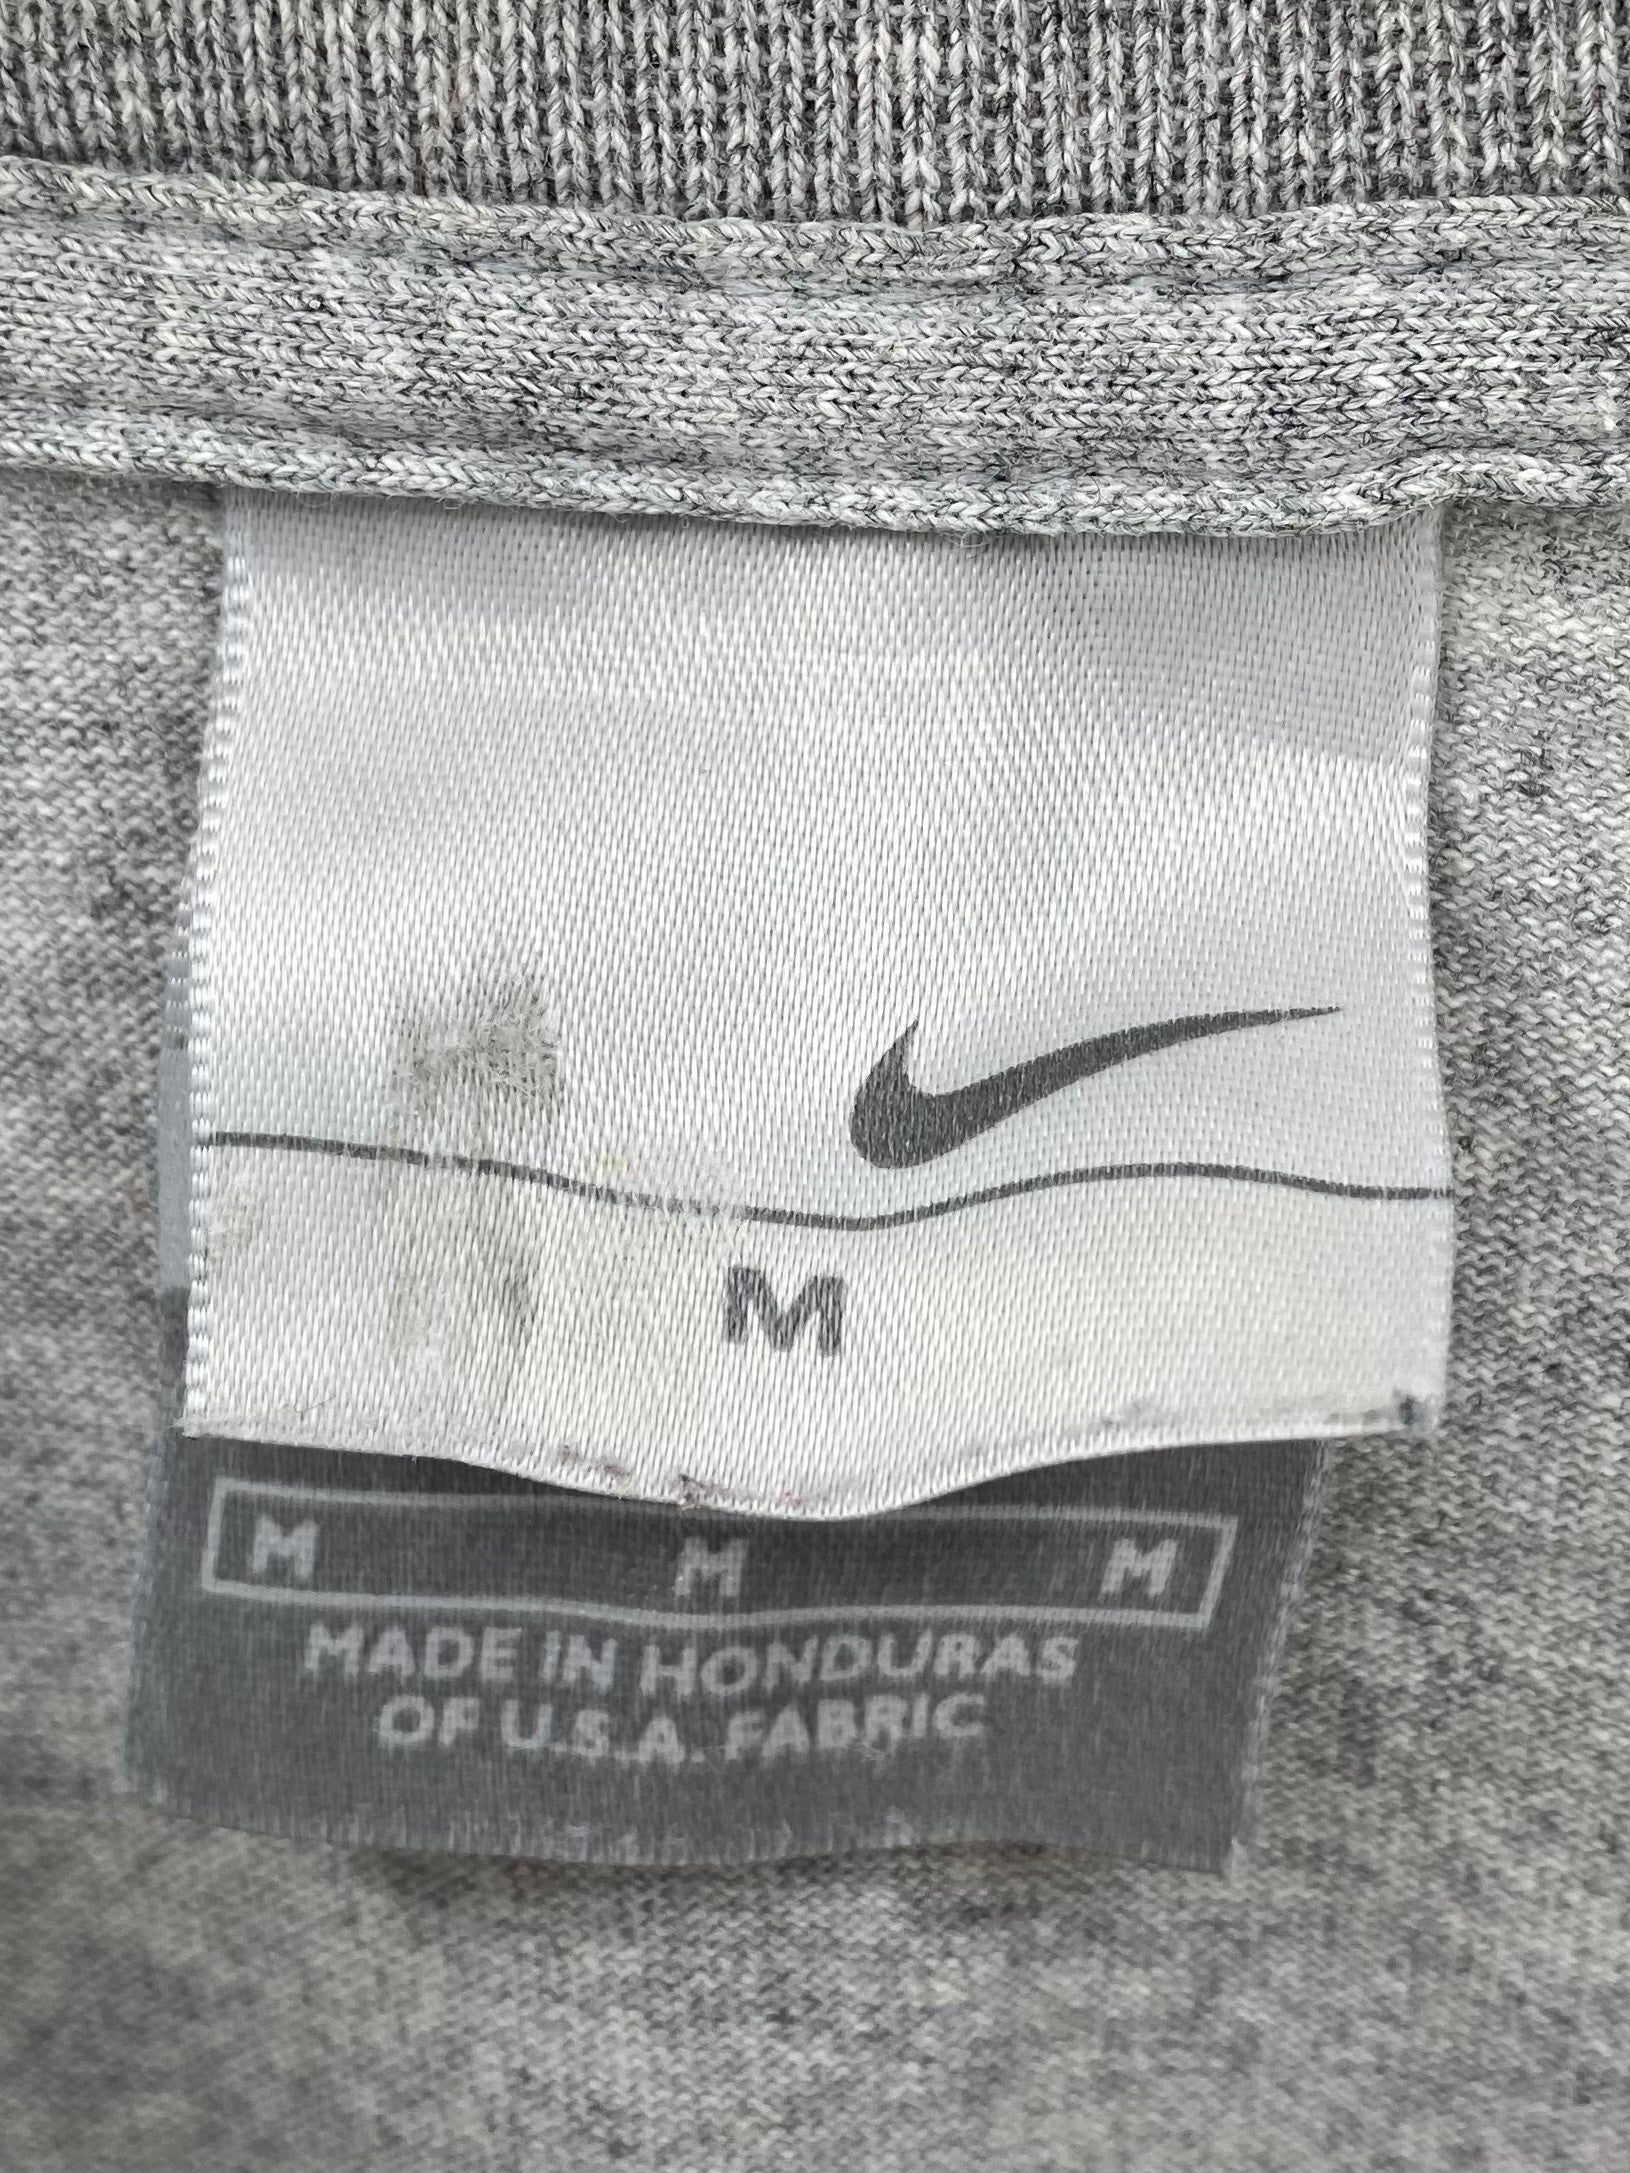 M
M M M
MADE IN HONDURAS
OF U.S.A. FABRIC